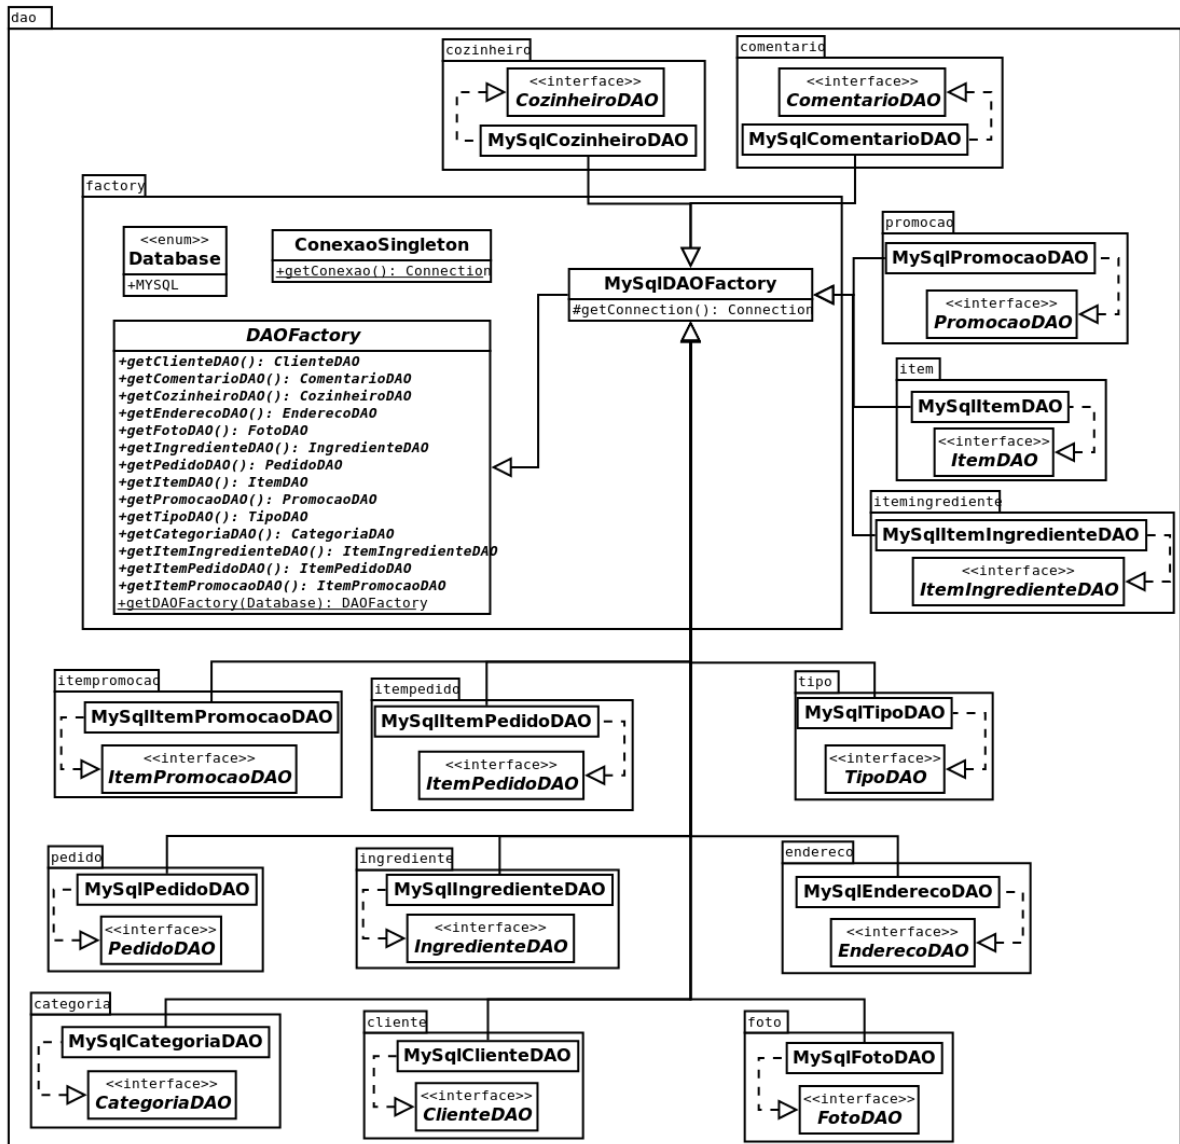 dao
cozinheiro
<<interface>>
CozinheiroDAO
MySqlCozinheiroDAO
comentario
<<interface>>
ComentarioDAO
MySqlComentarioDAO
factory
<<enum>>
Database
+MYSQL
ConexaoSingleton
+getConexao(): Connection
MySqlDAOFactory
#getConnection(): Connection
DAOFactory
+getClienteDAO(): ClienteDAO
+getComentarioDAO(): ComentarioDAO
+getCozinheiroDAO(): CozinheiroDAO
+getEnderecoDAO(): EnderecoDAO
+getFotoDAO(): FotoDAO
+getIngredienteDAO(): IngredienteDAO
+getPedidoDAO(): PedidoDAO
+getItemDAO(): ItemDAO
+getPromocaoDAO(): PromocaoDAO
+getTipoDAO(): TipoDAO
+getCategoriaDAO(): CategoriaDAO
+getItemIngredienteDAO(): ItemIngredienteDAO
+getItemPedidoDAO(): ItemPedidoDAO
+getItemPromocaoDAO(): ItemPromocaoDAO
+getDAOFactory(Database): DAOFactory
promocao
MySqlPromocaoDAO
<<interface>>
PromocaoDAO
item
MySqlItemDAO
<<interface>>
ItemDAO
itemingrediente
MySqlItemIngredienteDAO
<<interface>>
ItemIngredienteDAO
itempromocao
MySqlItemPromocaoDAO
<<interface>>
ItemPromocaoDAO
itempedido
MySqlItemPedidoDAO
<<interface>>
ItemPedidoDAO
tipo
MySqlTipoDAO
<<interface>>
TipoDAO
pedido
MySqlPedidoDAO
<<interface>>
PedidoDAO
ingrediente
MySqlIngredienteDAO
<<interface>>
IngredienteDAO
endereco
MySqlEnderecoDAO
<<interface>>
EnderecoDAO
categoria
MySqlCategoriaDAO
<<interface>>
CategoriaDAO
cliente
MySqlClienteDAO
<<interface>>
ClienteDAO
foto
MySqlFotoDAO
<<interface>>
FotoDAO